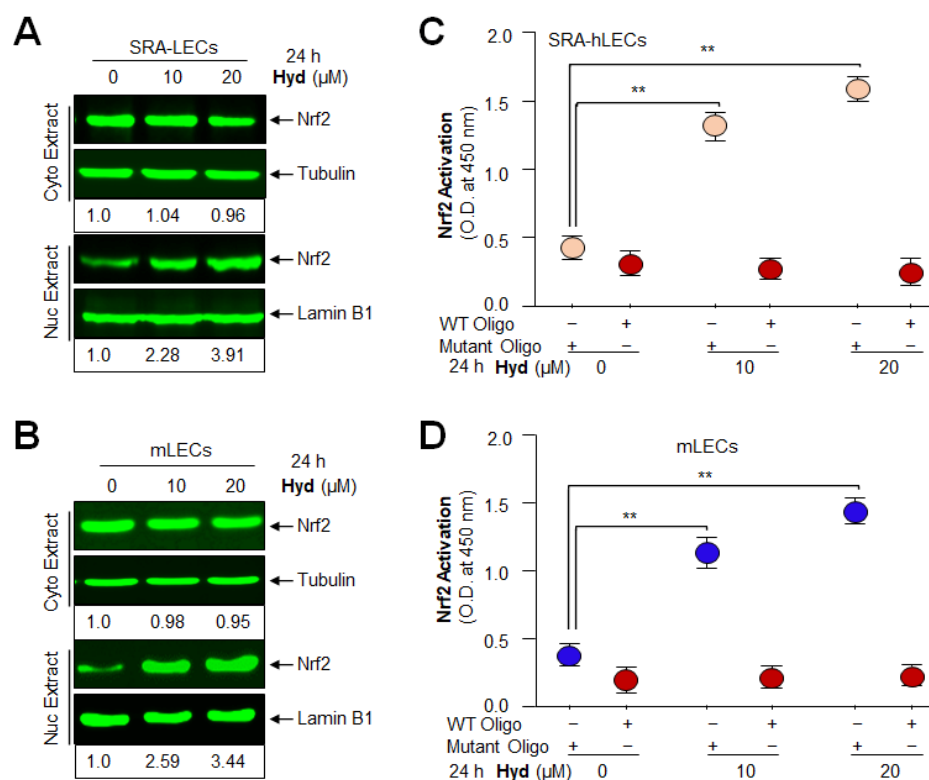 A
SRA-LECs
24 h
0 10 20 Hyd (µM)
Cyto Extract
Nrf2
Tubulin
1.0 1.04 0.96
Nuc Extract
Nrf2
Lamin B1
1.0 2.28 3.91
B
mLECs
24 h
0 10 20 Hyd (µM)
Cyto Extract
Nrf2
Tubulin
1.0 0.98 0.95
Nuc Extract
Nrf2
Lamin B1
1.0 2.59 3.44
C
SRA-hLECs
**
**
Nrf2 Activation
(O.D. at 450 nm)
2.0
1.5
1.0
0.5
0.0
WT Oligo − + − + − +
Mutant Oligo + − + − + −
24 h Hyd (µM) 0 10 20
D
mLECs
**
**
Nrf2 Activation
(O.D. at 450 nm)
2.0
1.5
1.0
0.5
0.0
WT Oligo − + − + − +
Mutant Oligo + − + − + −
24 h Hyd (µM) 0 10 20